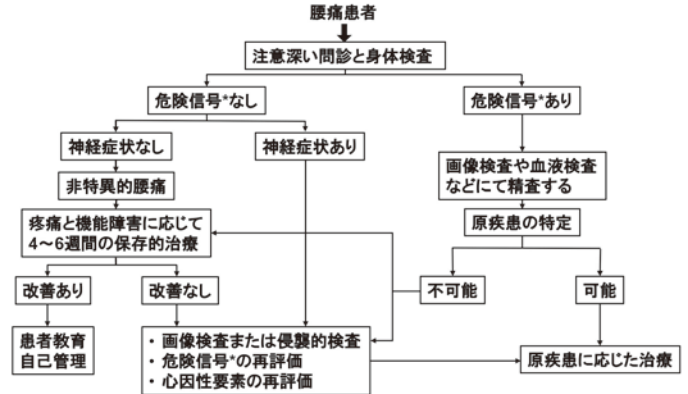 腰痛患者
注意深い問診と身体検査
危険信号*なし
危険信号*あり
神経症状なし
神経症状あり
画像検査や血液検査
などにて精査する
非特異的腰痛
疼痛と機能障害に応じて
4〜6週間の保存的治療
原疾患の特定
改善あり
改善なし
不可能
可能
患者教育
自己管理
・画像検査または侵襲的検査
・危険信号*の再評価
・心因性要素の再評価
原疾患に応じた治療